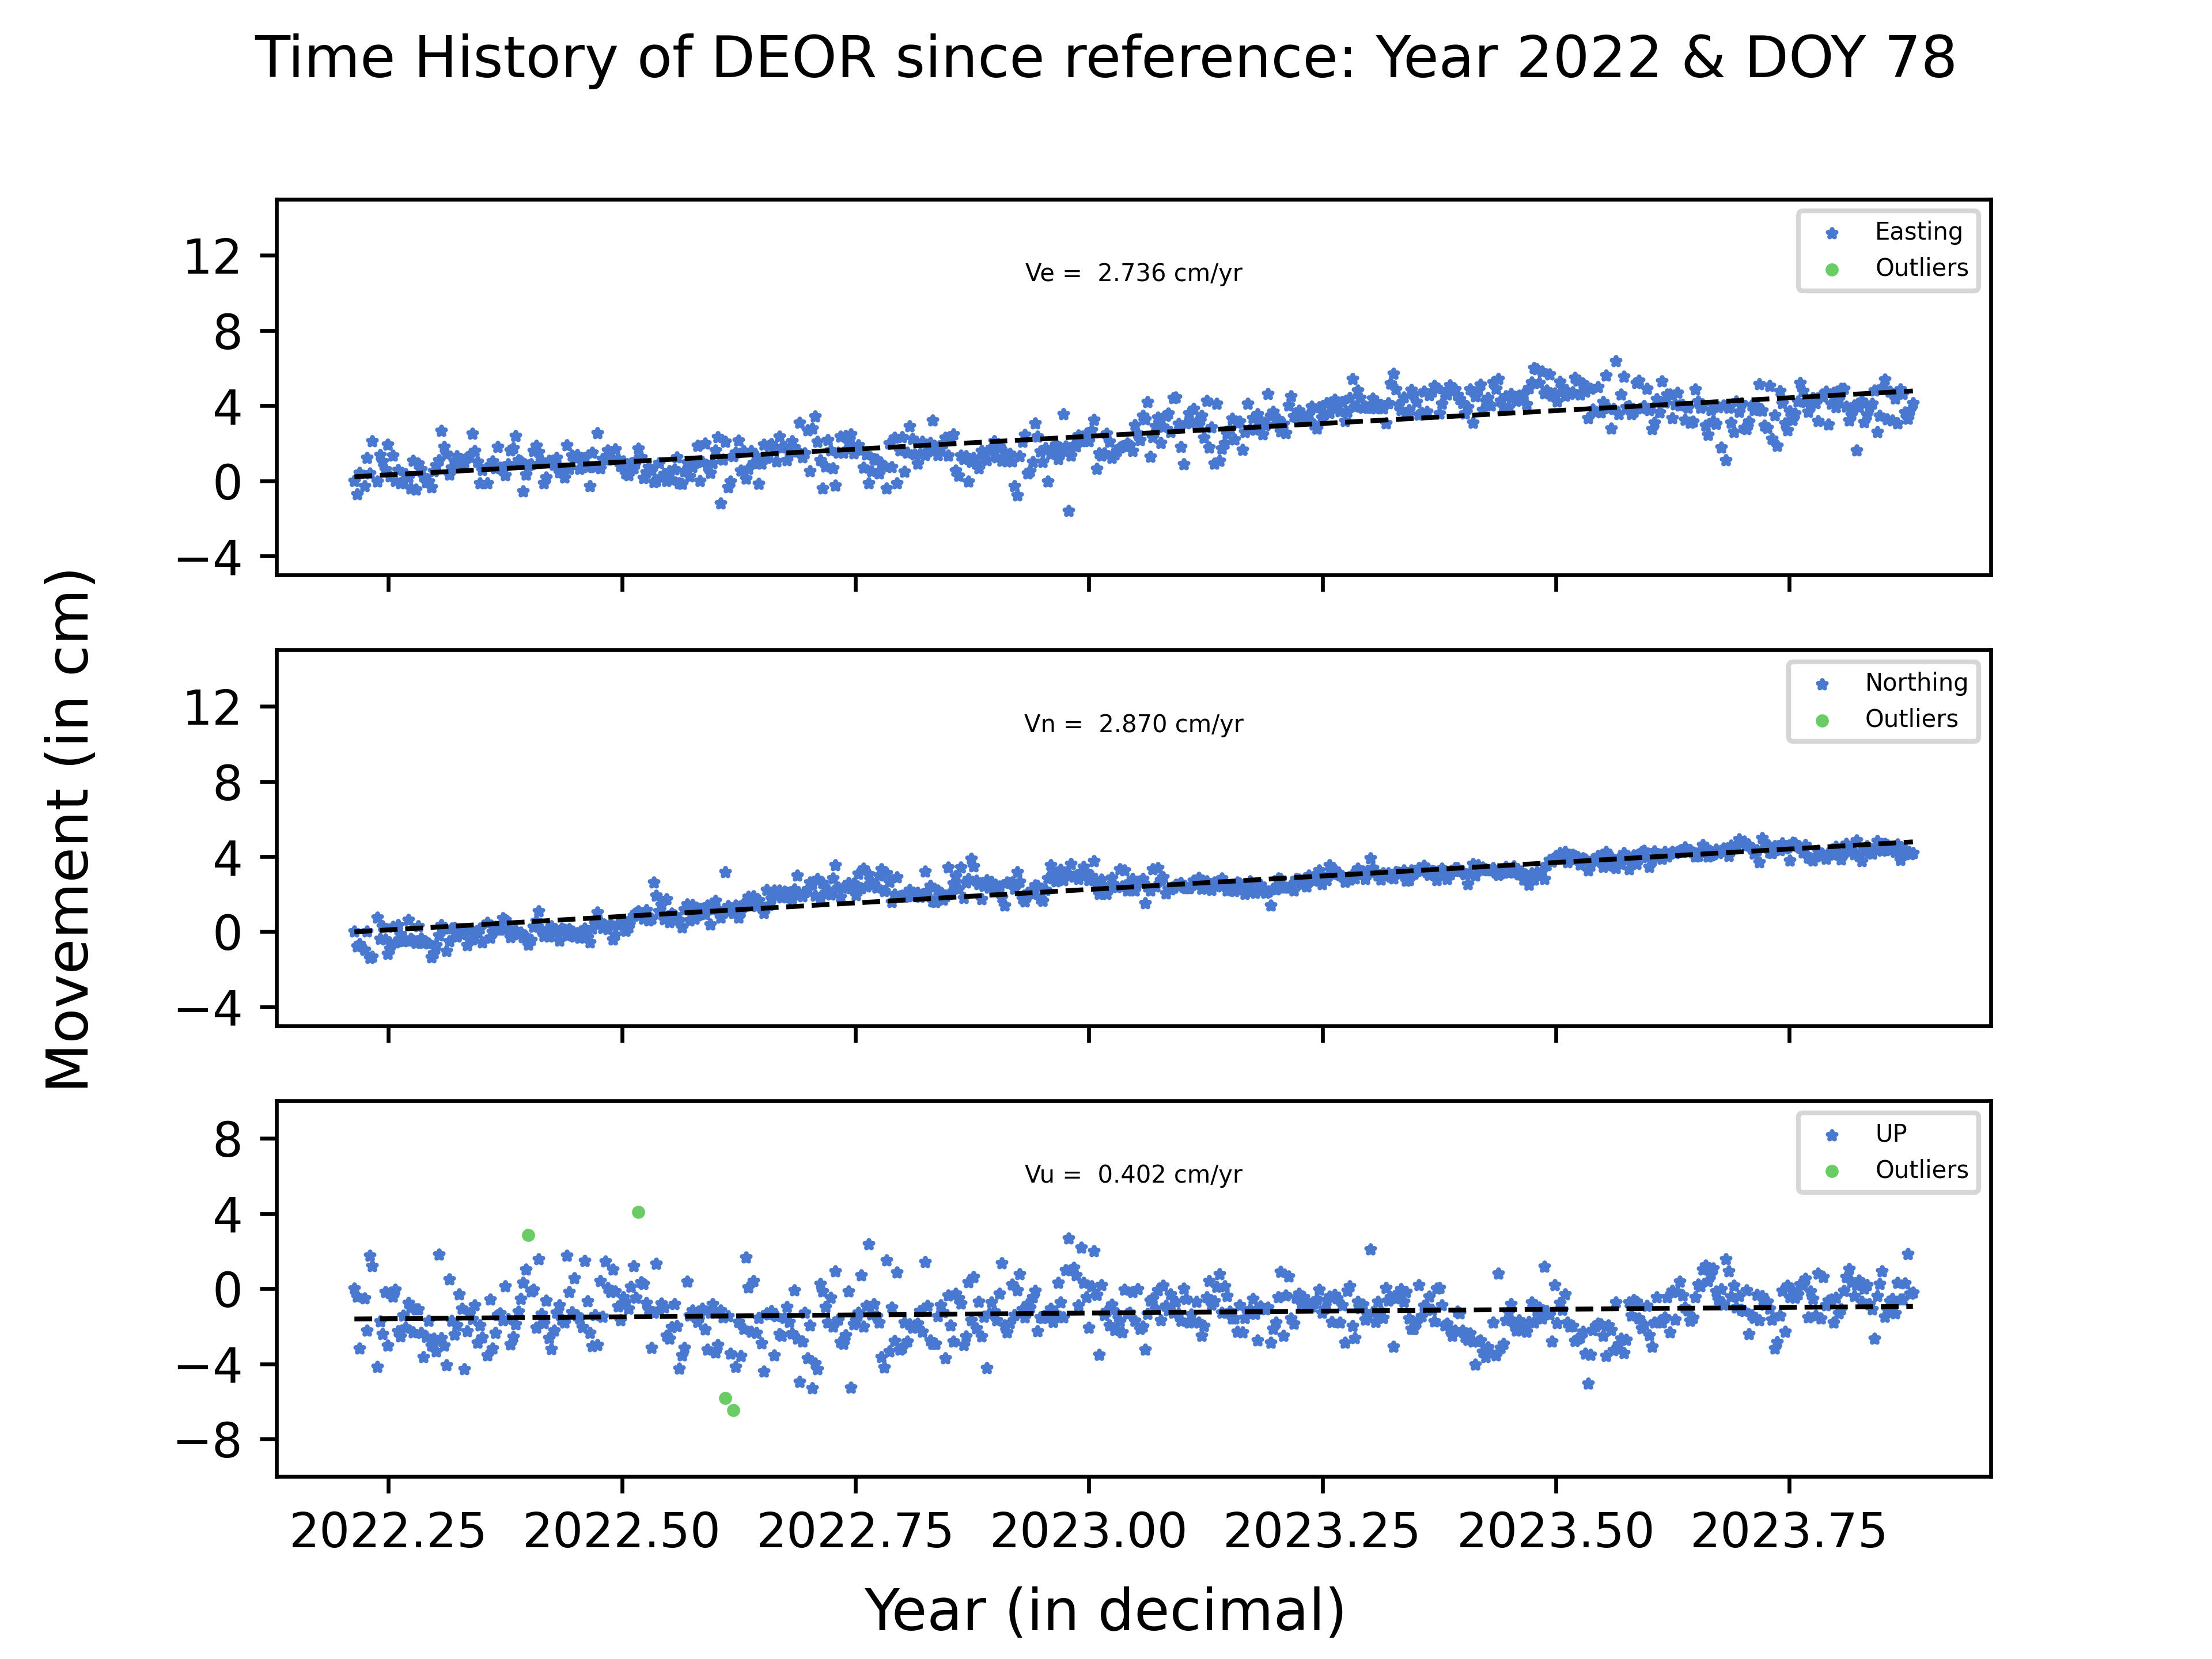 Time History of DEOR since reference: Year 2022 & DOY 78
Movement (in cm)
12
8
4
0
−4
Ve = 2.736 cm/yr
Easting
Outliers
12
8
4
0
−4
Vn = 2.870 cm/yr
Northing
Outliers
8
4
0
−4
−8
Vu = 0.402 cm/yr
UP
Outliers
2022.25 2022.50 2022.75 2023.00 2023.25 2023.50 2023.75
Year (in decimal)